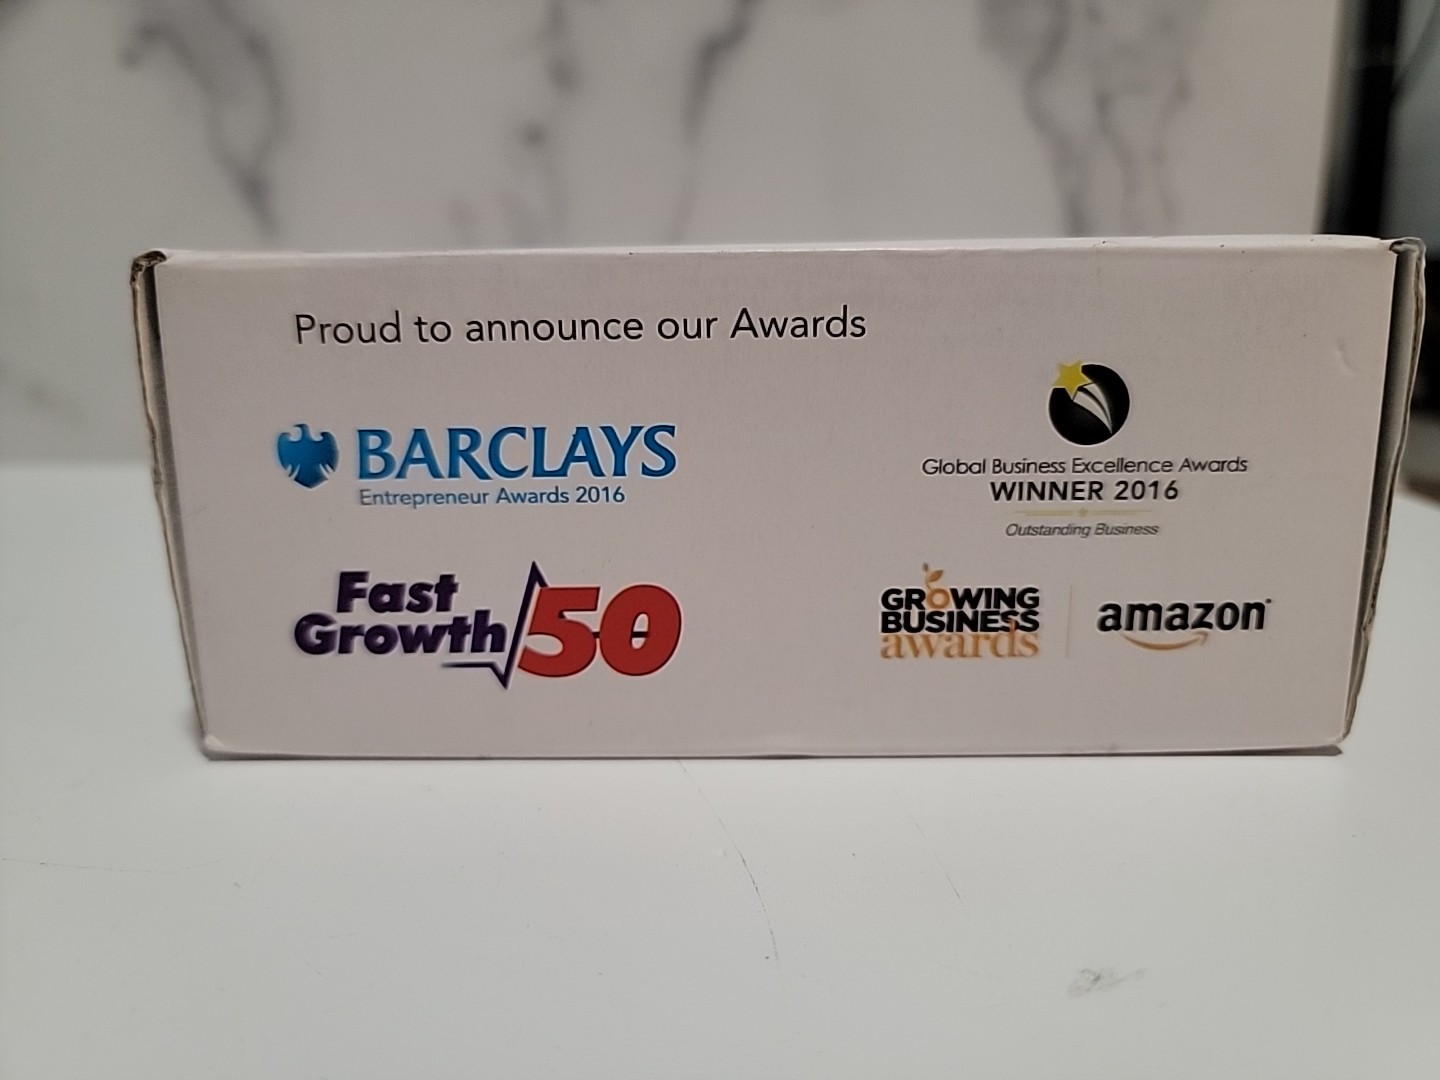 Proud to announce our Awards
BARCLAYS
Entrepreneur Awards 2016
Global Business Excellence Awards
WINNER 2016
Outstanding Business
Fast
Growth
50
GROWING
BUSINESS
awards
amazon